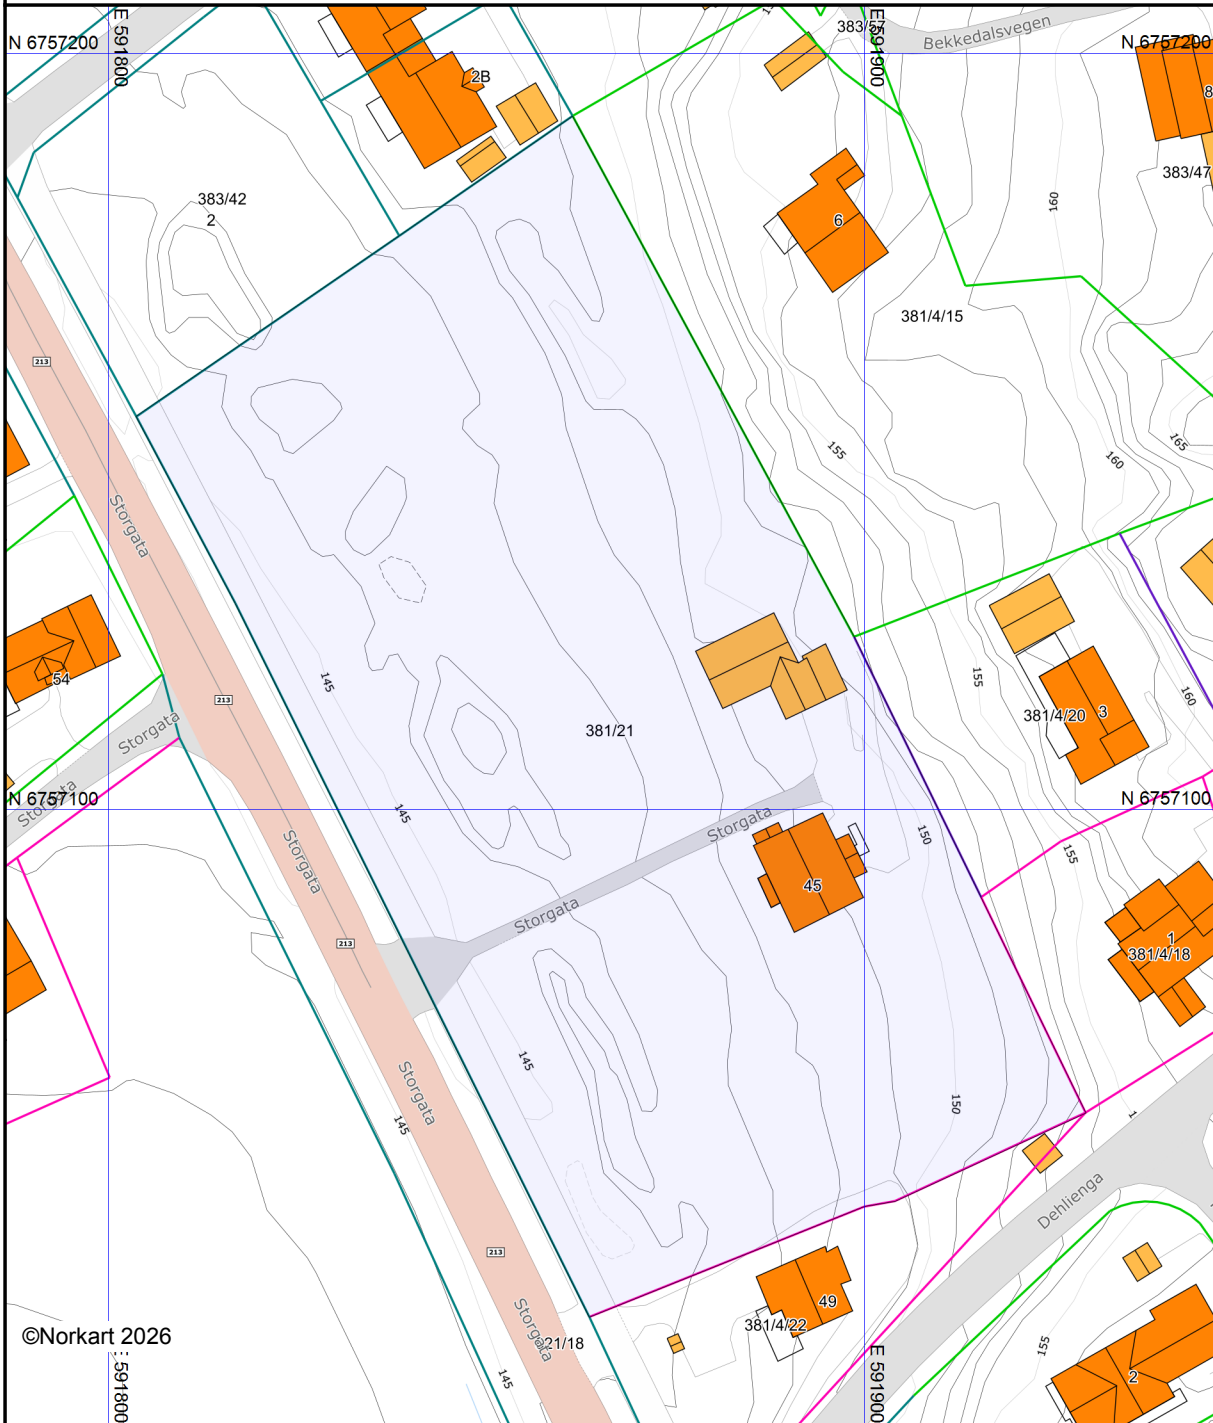 383/57
Bekkedalsvegen
N 6757200
E 591800
E 591900
N 6757200
2B
8
383/47
383/42
2
160
6
381/4/15
213
155
160
165
Storgata
54
145
155
160
213
381/21
381/4/20
3
Storgata
Storgata
N 6757100
N 6757100
145
Storgata
150
155
Storgata
45
Storgata
213
1
381/4/18
145
150
Storgata
145
Dehlienga
213
49
381/4/22
Storgata
21/18
©Norkart 2026
155
145
2
E 591800
E 591900